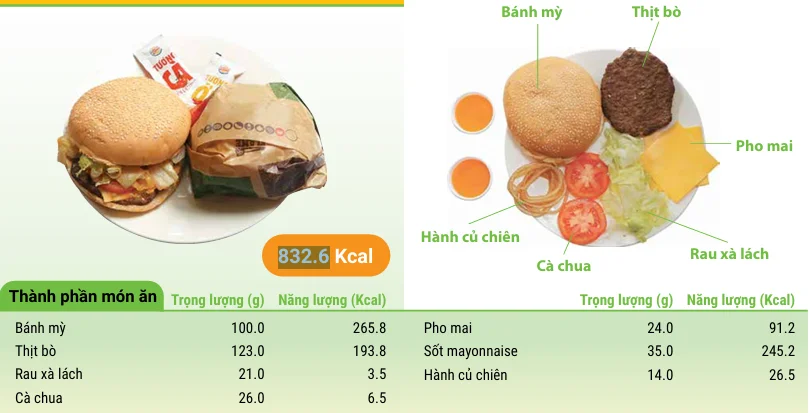 Bánh mỳ
Thịt bò
Pho mai
Hành củ chiên
Cà chua
Rau xà lách
832.6 Kcal
Thành phần món ăn Trọng lượng (g) Năng lượng (Kcal)
Bánh mỳ 100.0 265.8
Thịt bò 123.0 193.8
Rau xà lách 21.0 3.5
Cà chua 26.0 6.5
Trọng lượng (g) Năng lượng (Kcal)
Pho mai 24.0 91.2
Sốt mayonnaise 35.0 245.2
Hành củ chiên 14.0 26.5